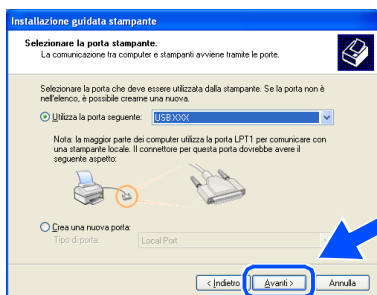 Installazione guidata stampante
Selezionare la porta stampante.
La comunicazione tra computer e stampanti avviene tramite le porte.
Selezionare la porta che deve essere utilizzata dalla stampante. Se la porta non è
nell'elenco, è possibile crearne una nuova.
Utilizza la porta seguente: USBXXX
Nota: la maggior parte dei computer utilizza la porta LPT1 per comunicare con
una stampante locale. Il connettore per questa porta dovrebbe avere il
seguente aspetto:
Crea una nuova porta:
Tipo di porta: Local Port
< Indietro Avanti > Annulla